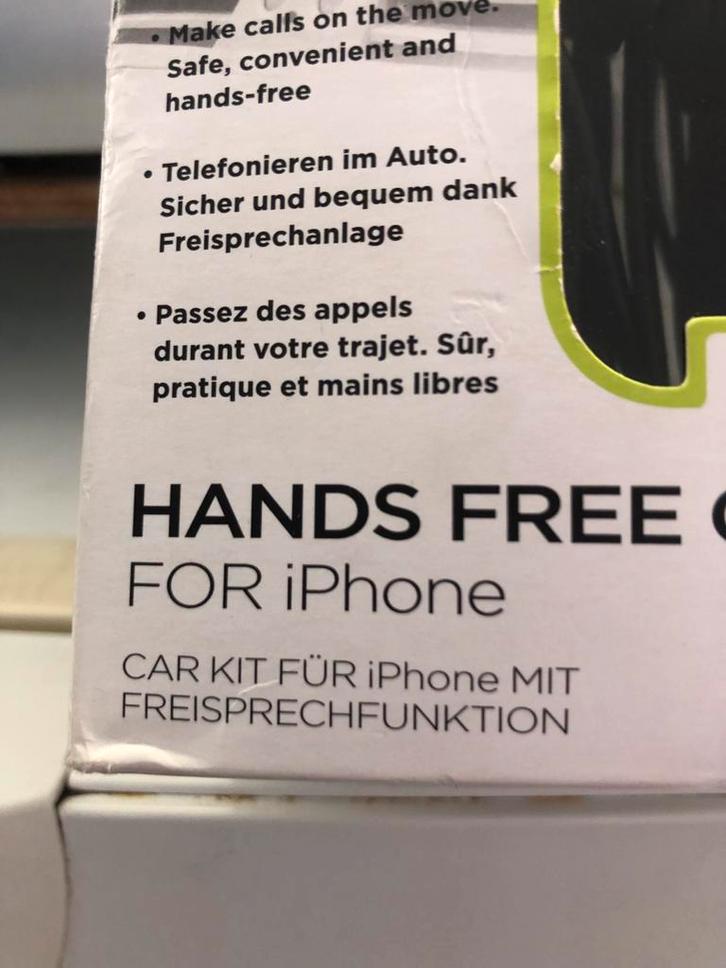 • Make calls on the move.
Safe, convenient and
hands-free
• Telefonieren im Auto.
Sicher und bequem dank
Freisprechanlage
• Passez des appels
durant votre trajet. Sûr,
pratique et mains libres
HANDS FREE
FOR iPhone
CAR KIT FÜR iPhone MIT
FREISPRECHFUNKTION